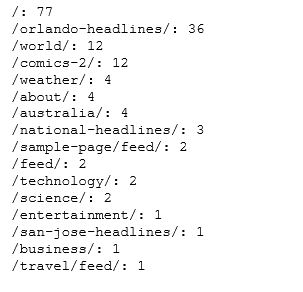 /: 77
/orlando-headlines/: 36
/world/: 12
/comics-2/: 12
/weather/: 4
/about/: 4
/australia/: 4
/national-headlines/: 3
/sample-page/feed/: 2
/feed/: 2
/technology/: 2
/science/: 2
/entertainment/: 1
/san-jose-headlines/: 1
/business/: 1
/travel/feed/: 1